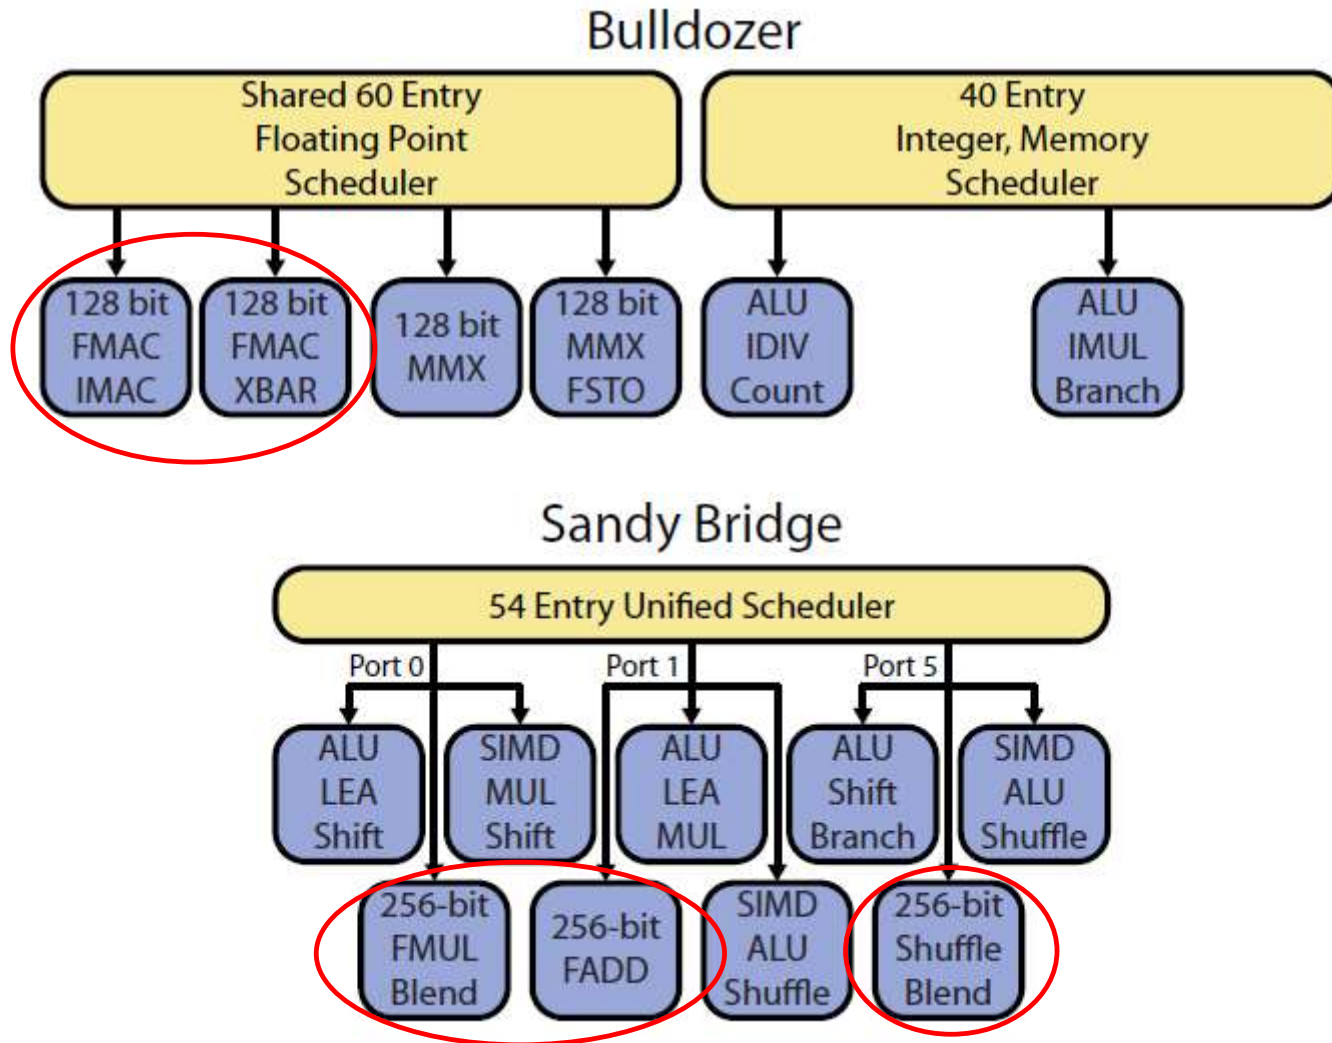 Bulldozer
Shared 60 Entry
Floating Point
Scheduler
40 Entry
Integer, Memory
Scheduler
128 bit
FMAC
IMAC
128 bit
FMAC
XBAR
128 bit
MMX
128 bit
MMX
FSTO
ALU
IDIV
Count
ALU
IMUL
Branch
Sandy Bridge
54 Entry Unified Scheduler
Port 0
Port 1
Port 5
ALU
LEA
Shift
SIMD
MUL
Shift
ALU
LEA
MUL
ALU
Shift
Branch
SIMD
ALU
Shuffle
256-bit
FMUL
Blend
256-bit
FADD
SIMD
ALU
Shuffle
256-bit
Shuffle
Blend